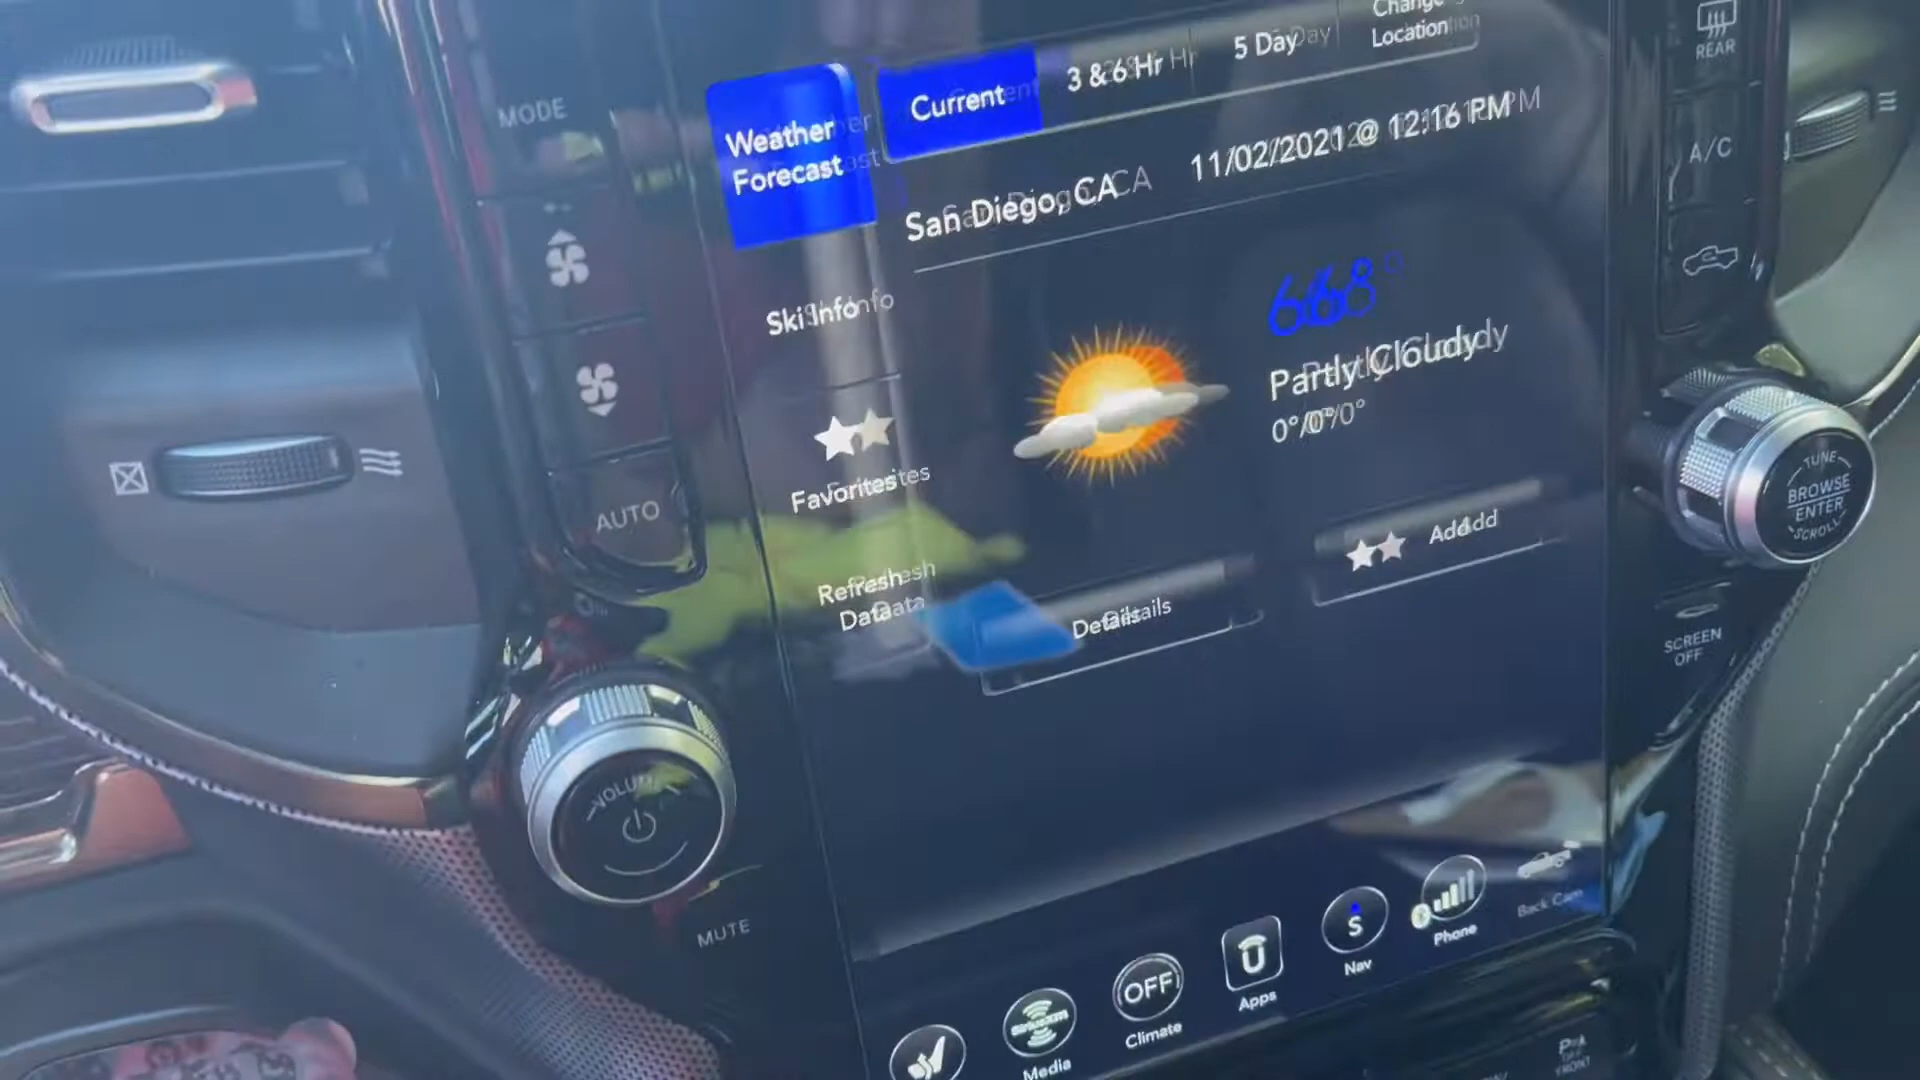 MODE
Weather
Forecast
Current
3 & 6 Hr
5 Day
Change
Location
REAR
A/C
San Diego, CA
11/02/2021 @ 12:16 PM
Ski Info
68°
Partly Cloudy
0°/0°
Favorites
Add
AUTO
TUNE
BROWSE
ENTER
SCROLL
Refresh
Data
Details
SCREEN
OFF
VOLUME
MUTE
Media
OFF
Climate
Apps
S
Nav
Phone
Back Cam